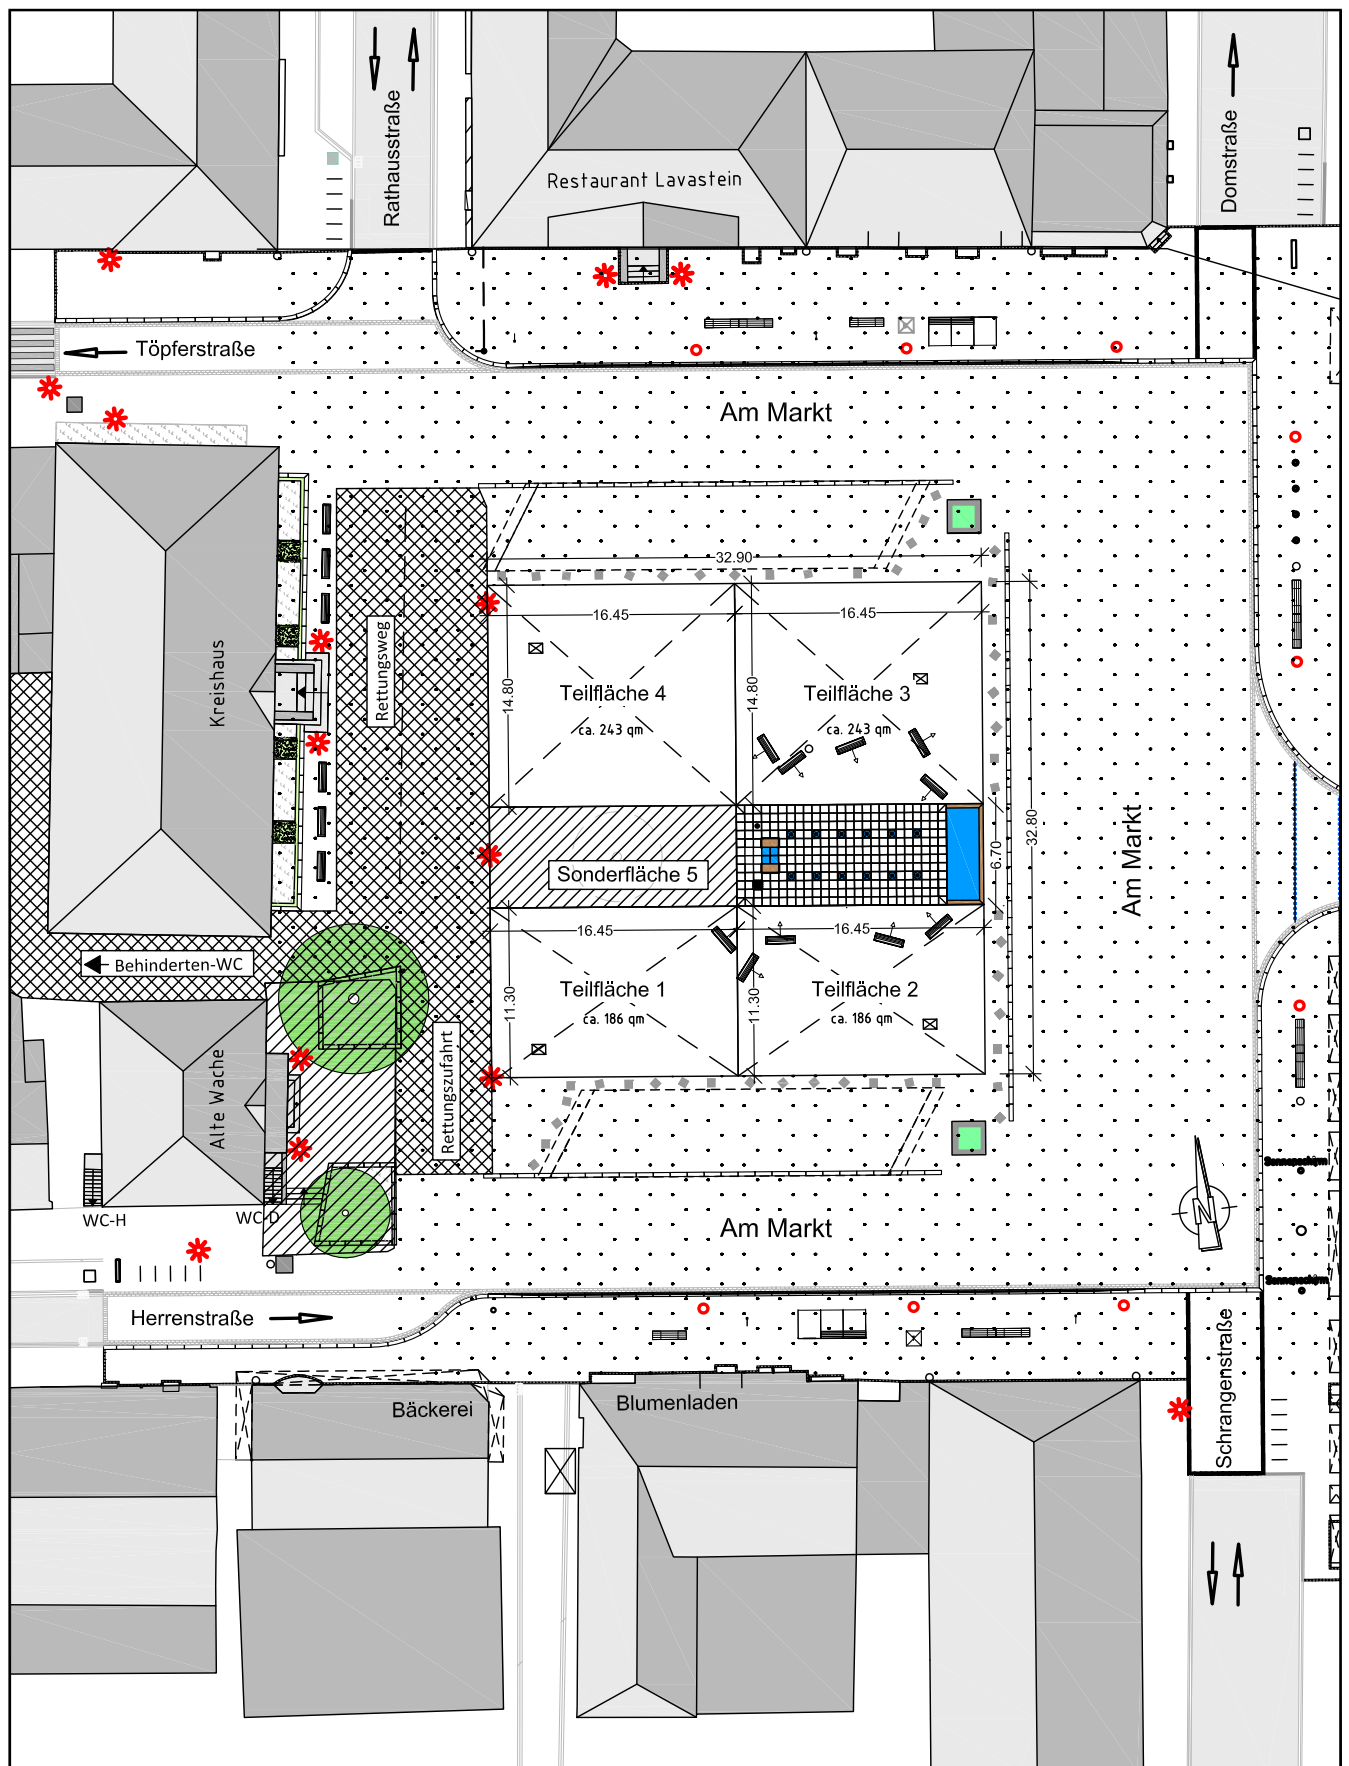 Rathausstraße
Domstraße
Restaurant Lavastein
Töpferstraße
Am Markt
32.90
16.45
16.45
Rettungsweg
Kreishaus
14.80
14.80
Teilfläche 4
ca. 243 qm
Teilfläche 3
ca. 243 qm
Am Markt
32.80
6.70
Sonderfläche 5
16.45
16.45
Behinderten-WC
Teilfläche 1
ca. 186 qm
Teilfläche 2
ca. 186 qm
11.30
11.30
Rettungszufahrt
Alte Wache
Sonnenschirm
WC-H
WC-D
Am Markt
N
Sonnenschirm
Herrenstraße
Schrangenstraße
Bäckerei
Blumenladen